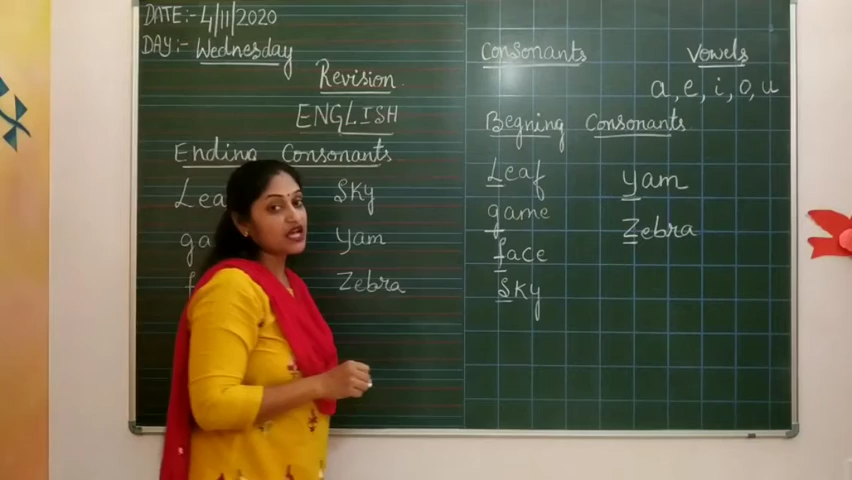 DATE:- 4/11/2020
DAY:- Wednesday
Revision
ENGLISH
Ending Consonants
Sky
Yam
Zebra
Consonants
Vowels
a, e, i, o, u
Begning Consonants
Leaf
game
face
Sky
Yam
Zebra